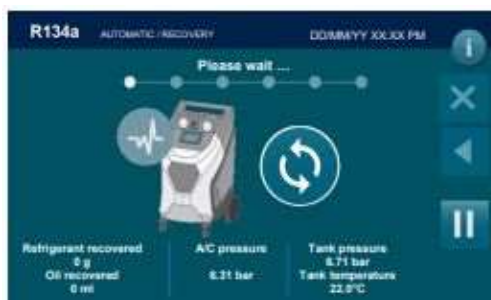 R134a AUTOMATIC / RECOVERY DD/MM/YY XX:XX PM
Please wait ...
Refrigerant recovered
0 g
Oil recovered
0 ml
A/C pressure
6.31 bar
Tank pressure
6.71 bar
Tank temperature
22.0°C